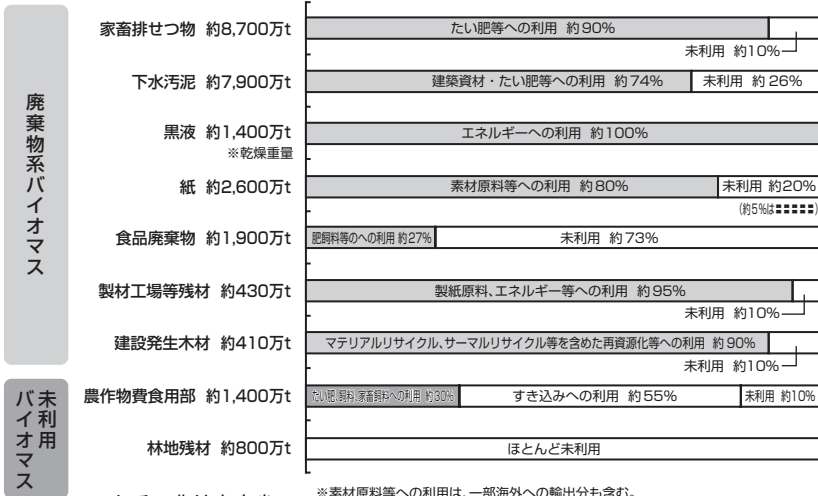 廃棄物系バイオマス
家畜排せつ物 約8,700万t
たい肥等への利用 約90%
未利用 約10%
下水汚泥 約7,900万t
建築資材・たい肥等への利用 約74%
未利用 約26%
黒液 約1,400万t
※乾燥重量
エネルギーへの利用 約100%
紙 約2,600万t
素材原料等への利用 約80%
未利用 約20%
(約5%は〓〓〓〓〓)
食品廃棄物 約1,900万t
肥飼料等のへの利用 約27%
未利用 約73%
製材工場等残材 約430万t
製紙原料、エネルギー等への利用 約95%
未利用 約10%
建設発生木材 約410万t
マテリアルリサイクル、サーマルリサイクル等を含めた再資源化等への利用 約90%
未利用 約10%
未利用
バイオマス
農作物費食用部 約1,400万t
たい肥、飼料、家畜飼料への利用 約30%
すき込みへの利用 約55%
未利用 約10%
林地残材 約800万t
ほとんど未利用
※素材原料等への利用は、一部海外への輸出分も含む。